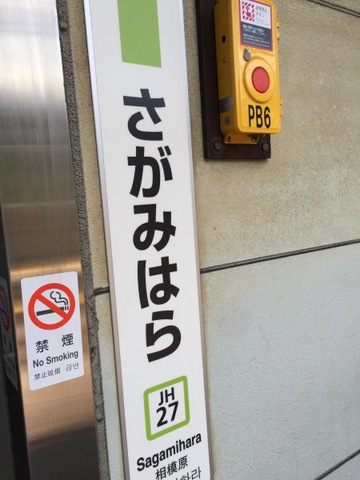 さがみはら
JH
27
Sagamihara
相模原
PB6
禁煙
No Smoking
禁止吸烟 금연